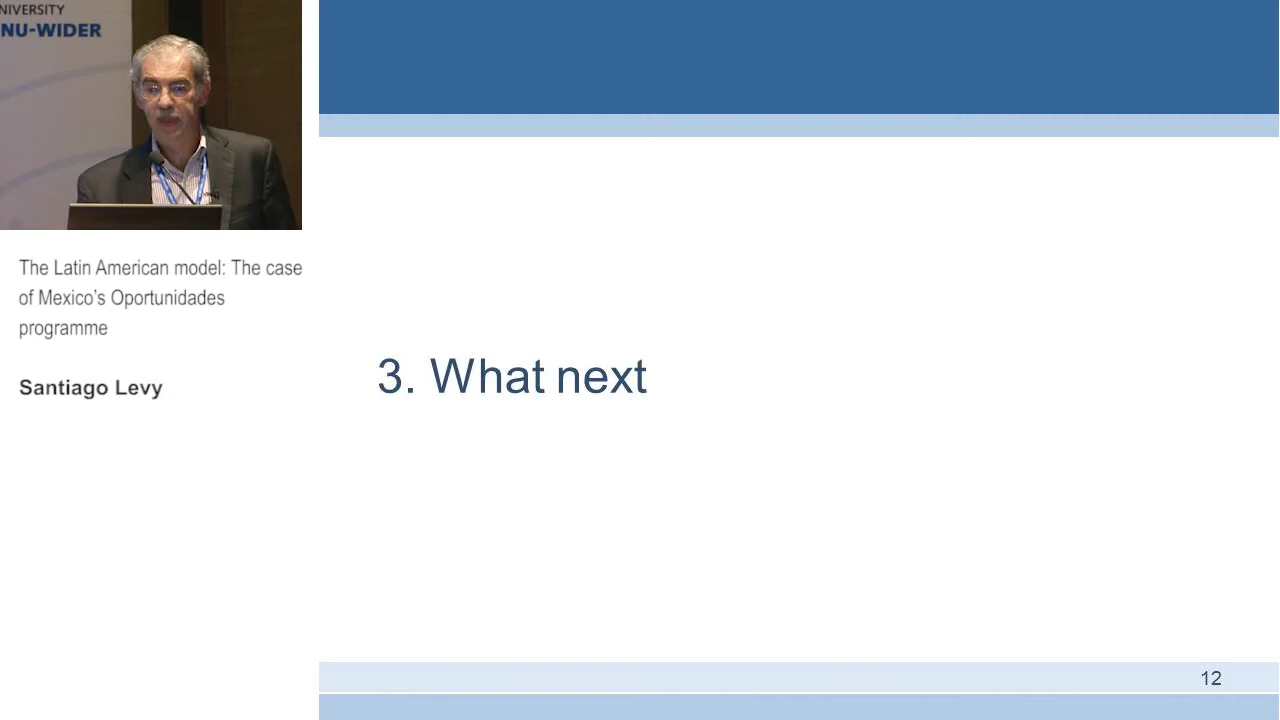 NIVERSITY
NU-WIDER
The Latin American model: The case
of Mexico's Oportunidades
programme
Santiago Levy
3. What next
12